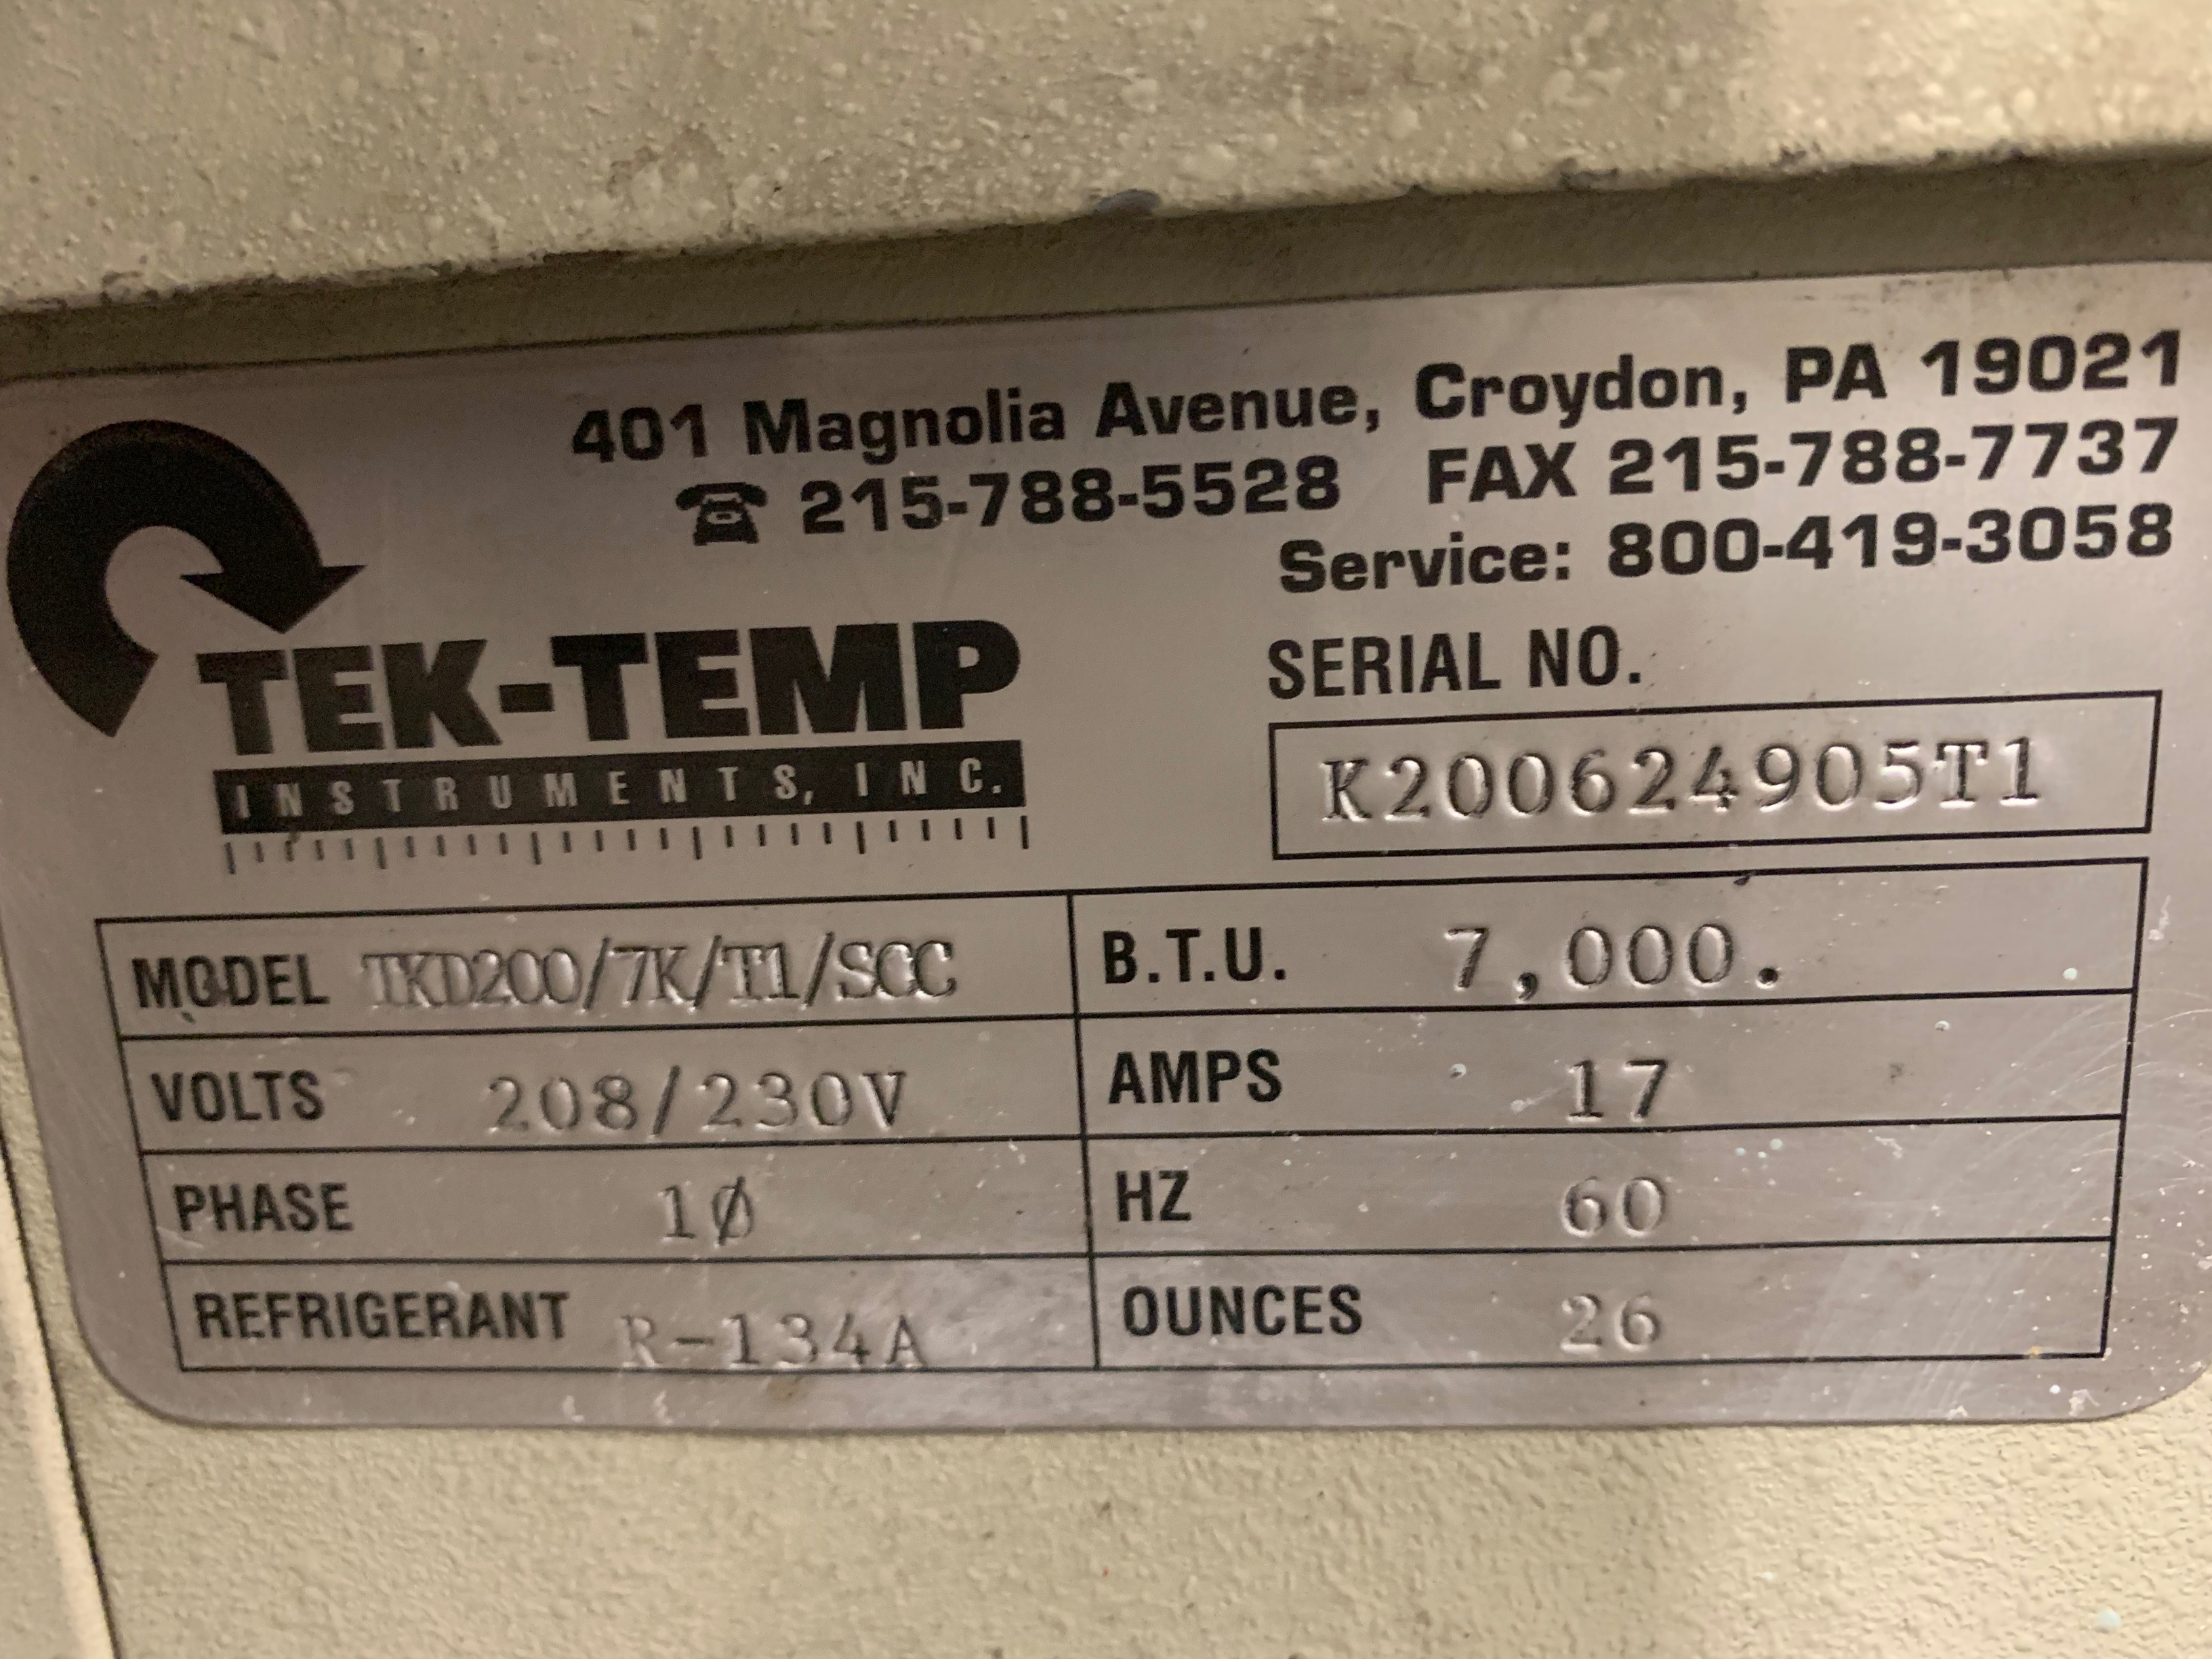 401 Magnolia Avenue, Croydon, PA 19021
☎ 215-788-5528 FAX 215-788-7737
Service: 800-419-3058
TEK-TEMP
INSTRUMENTS, INC.
SERIAL NO.
K200624905T1
MODEL TKD200/7K/T1/SCC
B.T.U. 7,000.
VOLTS 208/230V
AMPS 17
PHASE 1Ø
HZ 60
REFRIGERANT R-134A
OUNCES 26